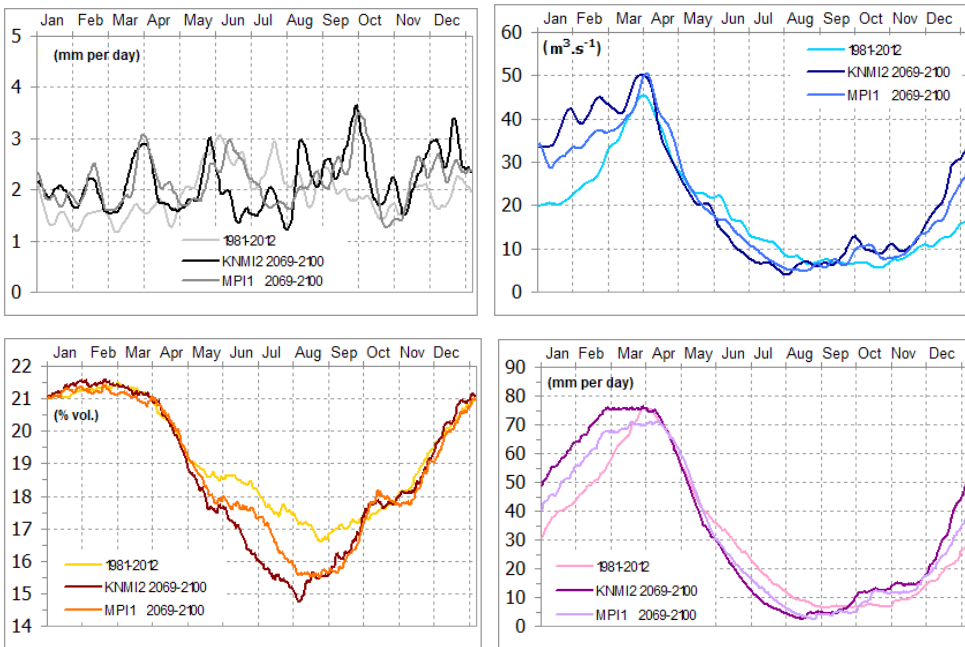 Jan Feb Mar Apr May Jun Jul Aug Sep Oct Nov Dec
5
(mm per day)
4
3
2
1
1981-2012
KNMI2 2069-2100
MPI1 2069-2100
0
Jan Feb Mar Apr May Jun Jul Aug Sep Oct Nov Dec
60
(m³.s⁻¹)
1981-2012
KNMI2 2069-2100
MPI1 2069-2100
50
40
30
20
10
0
Jan Feb Mar Apr May Jun Jul Aug Sep Oct Nov Dec
22
21
(% vol.)
20
19
18
17
16
1981-2012
KNMI2 2069-2100
MPI1 2069-2100
15
14
Jan Feb Mar Apr May Jun Jul Aug Sep Oct Nov Dec
90
(mm per day)
80
70
60
50
40
30
20
1981-2012
KNMI2 2069-2100
MPI1 2069-2100
10
0